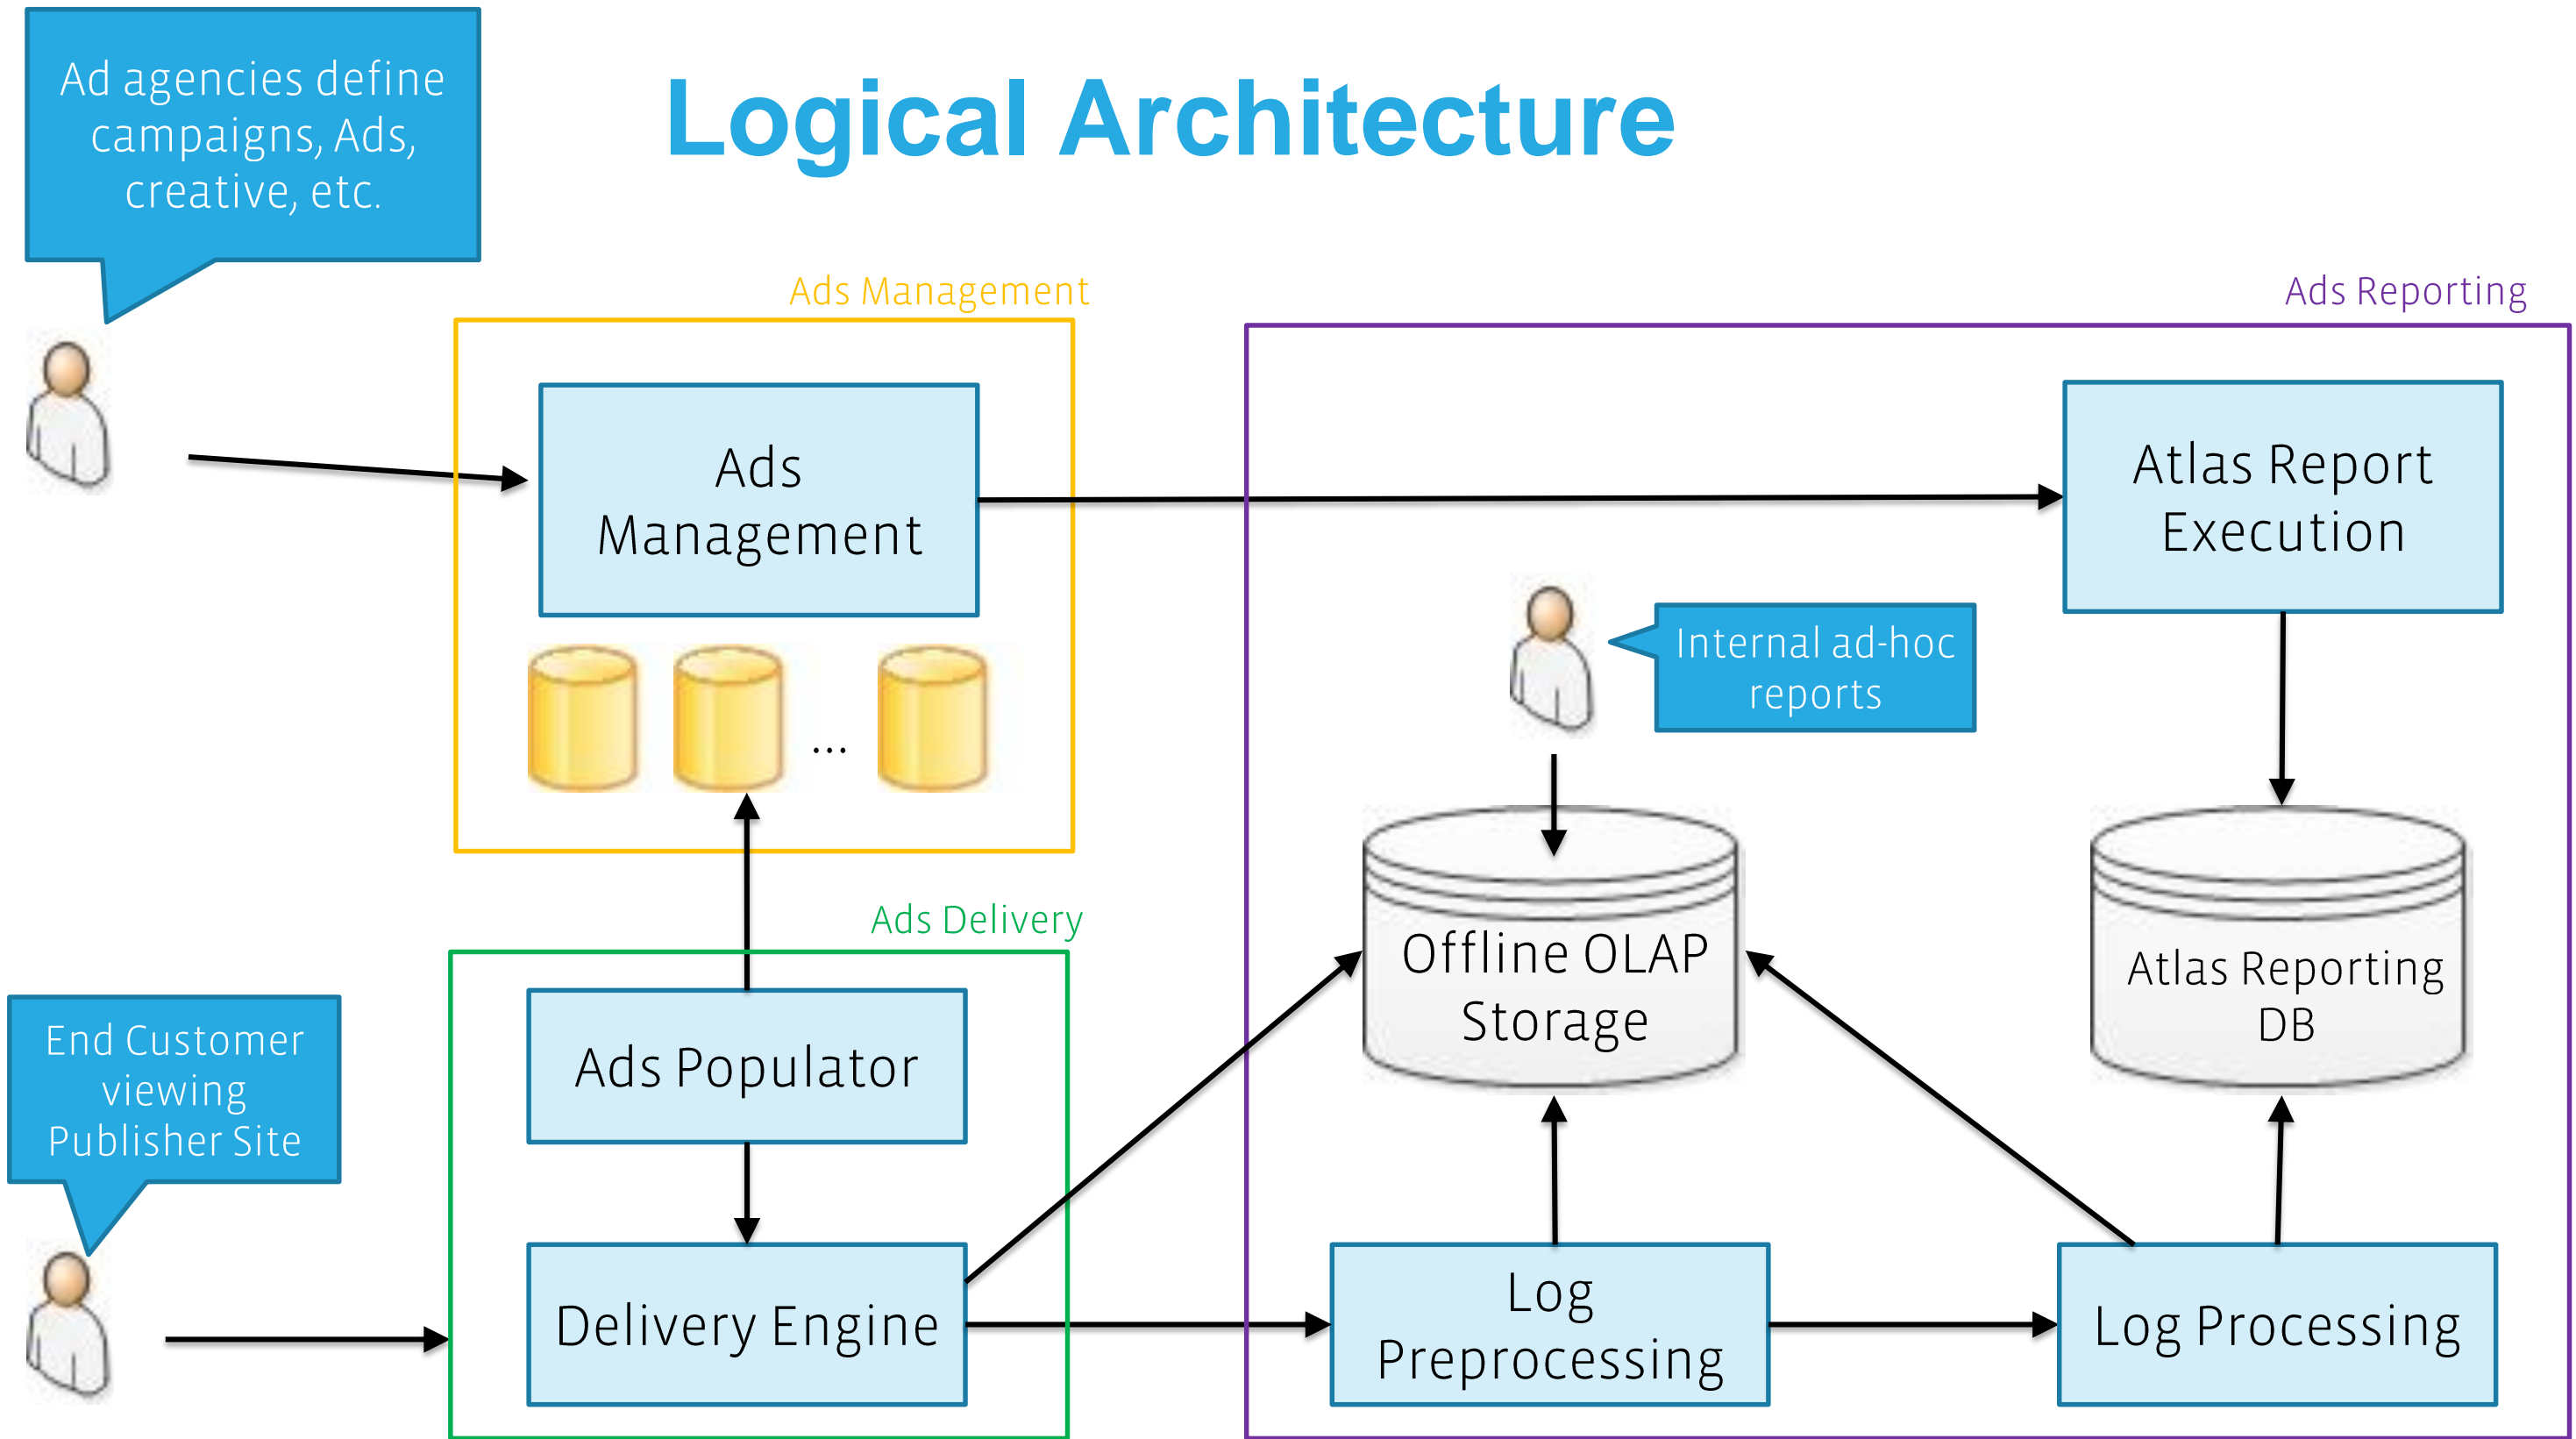 Ad agencies define
campaigns, Ads,
creative, etc.
Logical Architecture
Ads Management
Ads Reporting
Ads
Management
Atlas Report
Execution
Internal ad-hoc
reports
...
Ads Delivery
Offline OLAP
Storage
Atlas Reporting
DB
End Customer
viewing
Publisher Site
Ads Populator
Delivery Engine
Log
Preprocessing
Log Processing